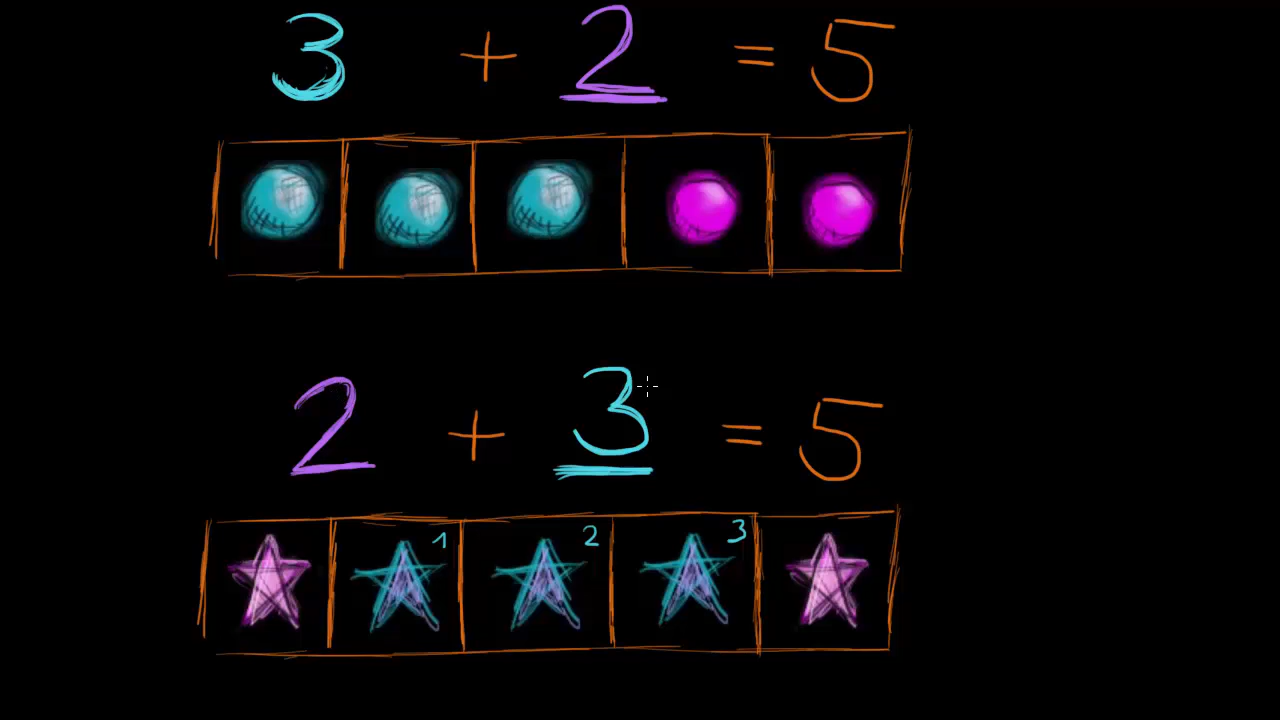 3 + 2 = 5
2 + 3 = 5
1 2 3